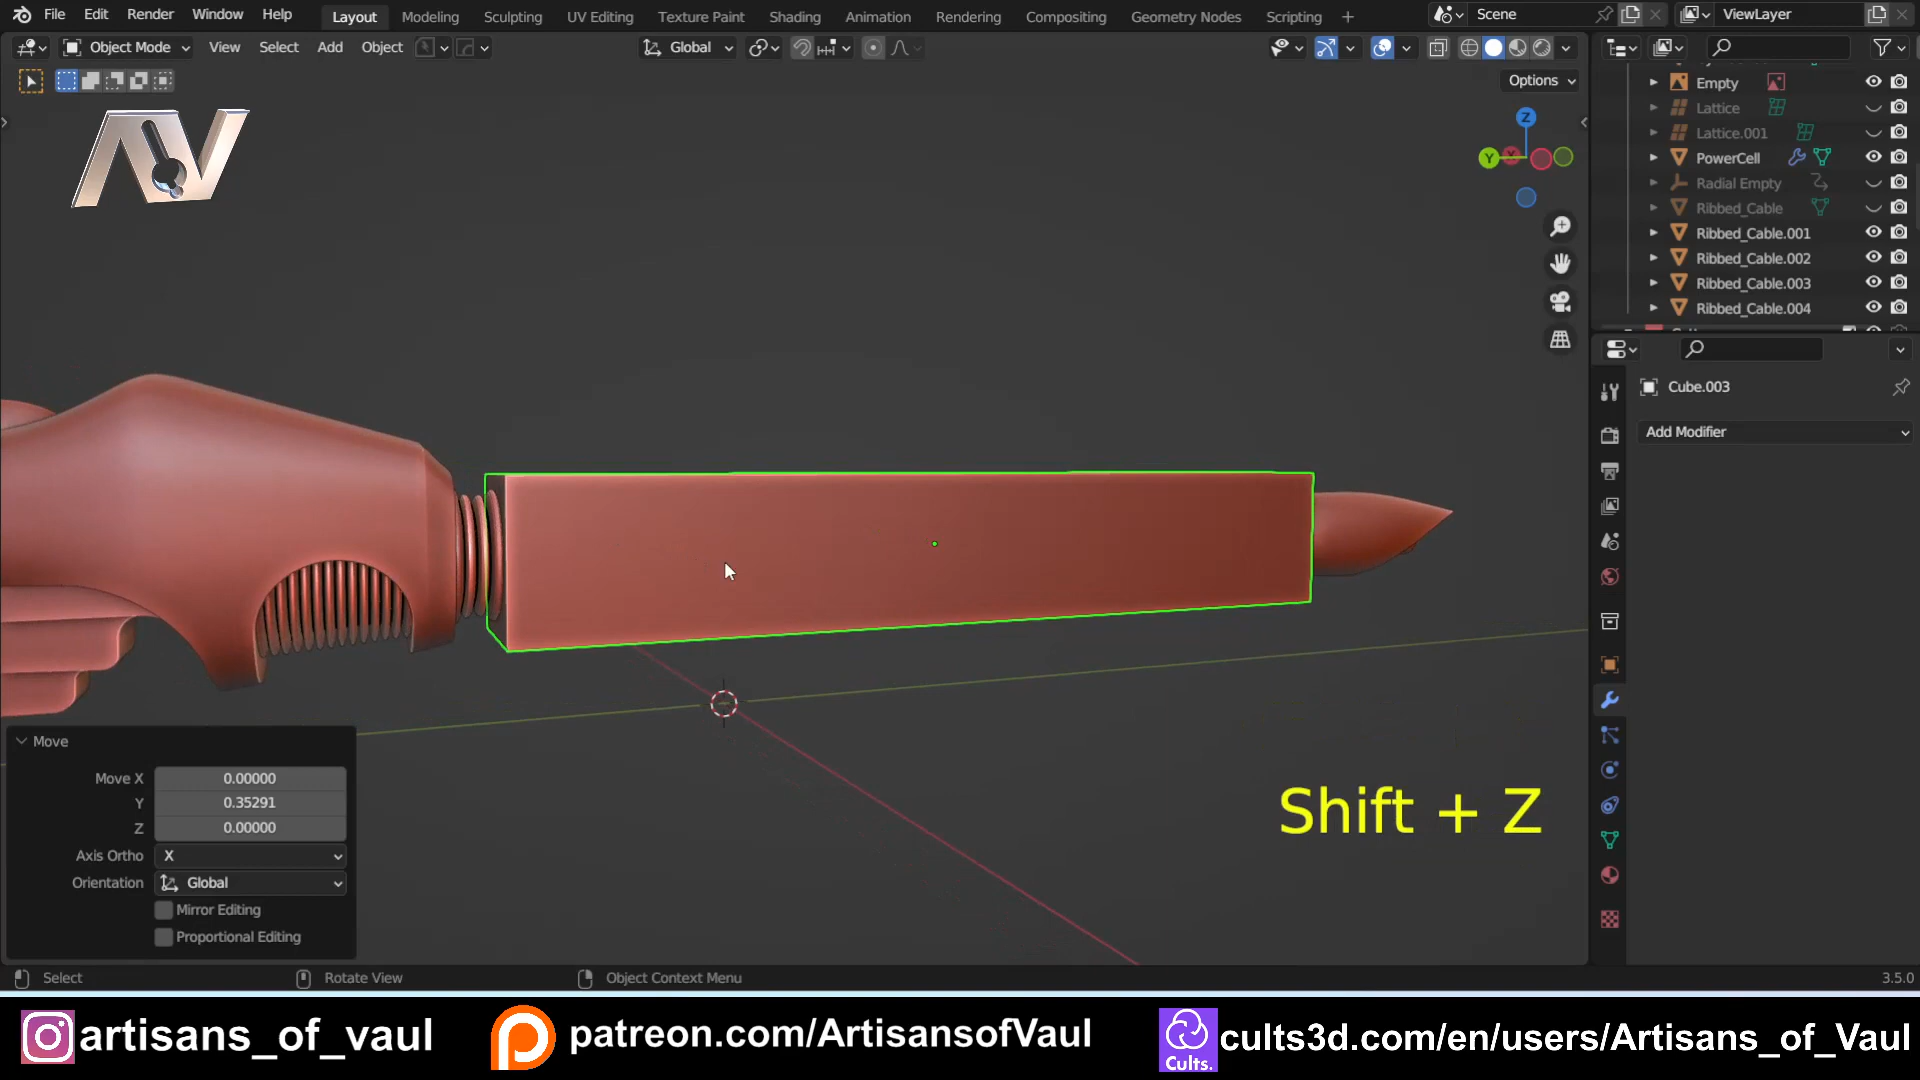 File Edit Render Window Help Layout Modeling Sculpting UV Editing Texture Paint Shading Animation Rendering Compositing Geometry Nodes Scripting + Scene ViewLayer
Object Mode View Select Add Object Global
Options
AV
Z
Y
X
Empty
Lattice
Lattice.001
PowerCell
Radial Empty
Ribbed_Cable
Ribbed_Cable.001
Ribbed_Cable.002
Ribbed_Cable.003
Ribbed_Cable.004
Cube.003
Add Modifier
Move
Move X 0.00000
Y 0.35291
Z 0.00000
Axis Ortho X
Orientation Global
Mirror Editing
Proportional Editing
Shift + Z
Select Rotate View Object Context Menu 3.5.0
artisans_of_vaul patreon.com/ArtisansofVaul Cults. cults3d.com/en/users/Artisans_of_Vaul